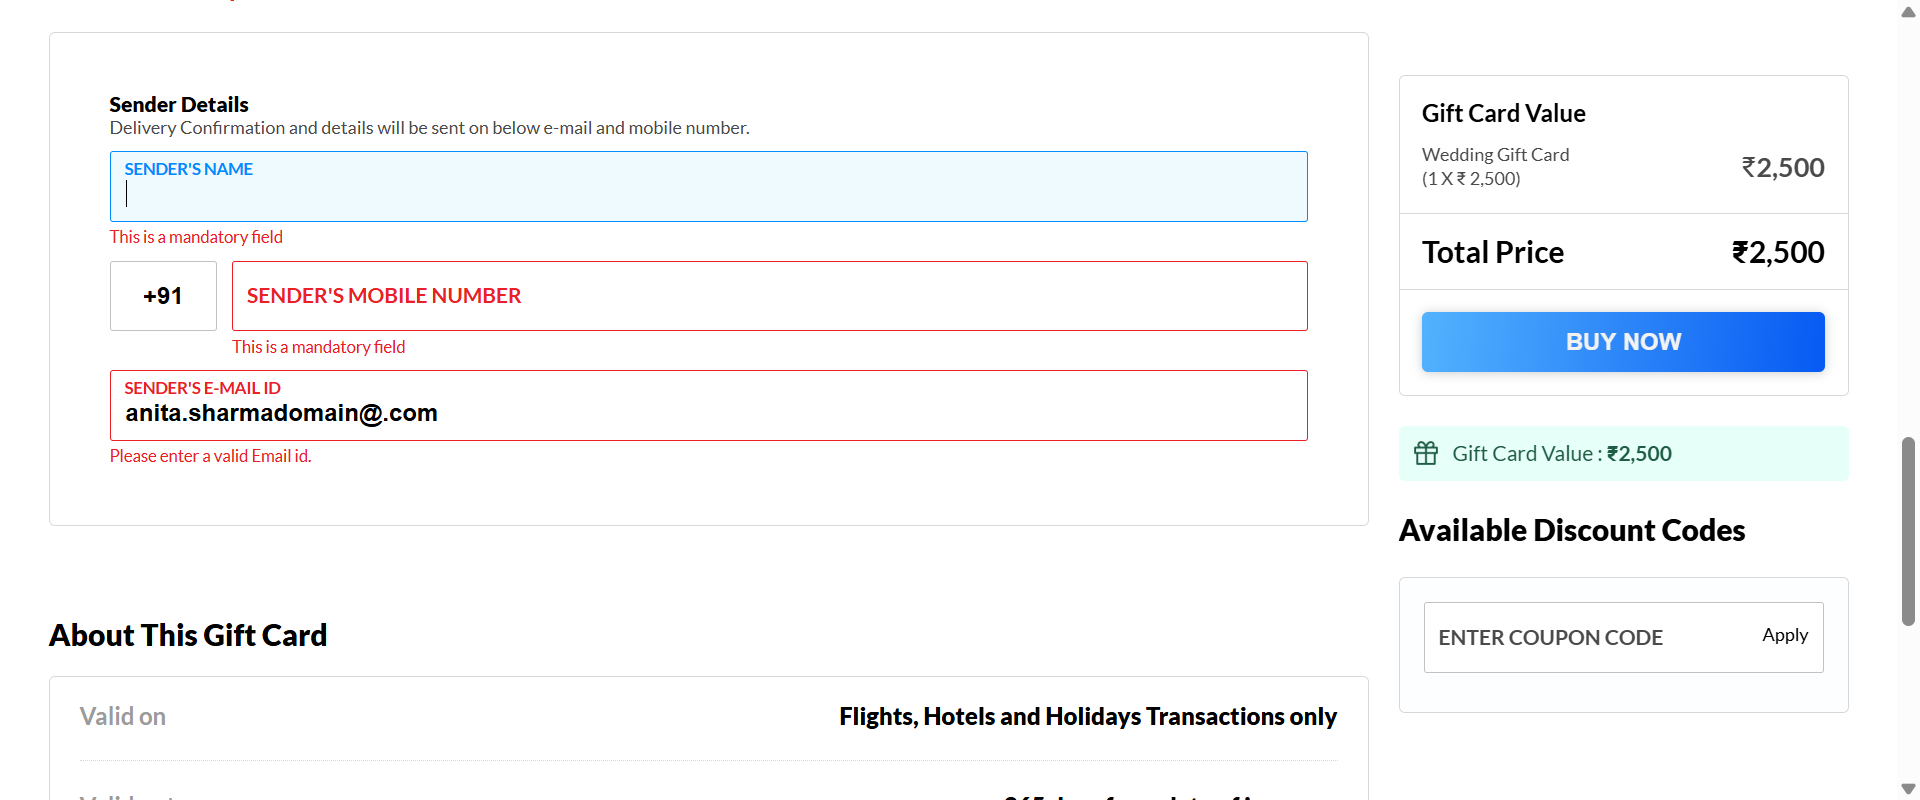 Sender Details
Delivery Confirmation and details will be sent on below e-mail and mobile number.
SENDER'S NAME
This is a mandatory field
+91
SENDER'S MOBILE NUMBER
This is a mandatory field
SENDER'S E-MAIL ID
anita.sharmadomain@.com
Please enter a valid Email id.
About This Gift Card
Valid on
Flights, Hotels and Holidays Transactions only
Gift Card Value
Wedding Gift Card
(1 X ₹ 2,500)
₹2,500
Total Price
₹2,500
BUY NOW
Gift Card Value : ₹2,500
Available Discount Codes
ENTER COUPON CODE
Apply